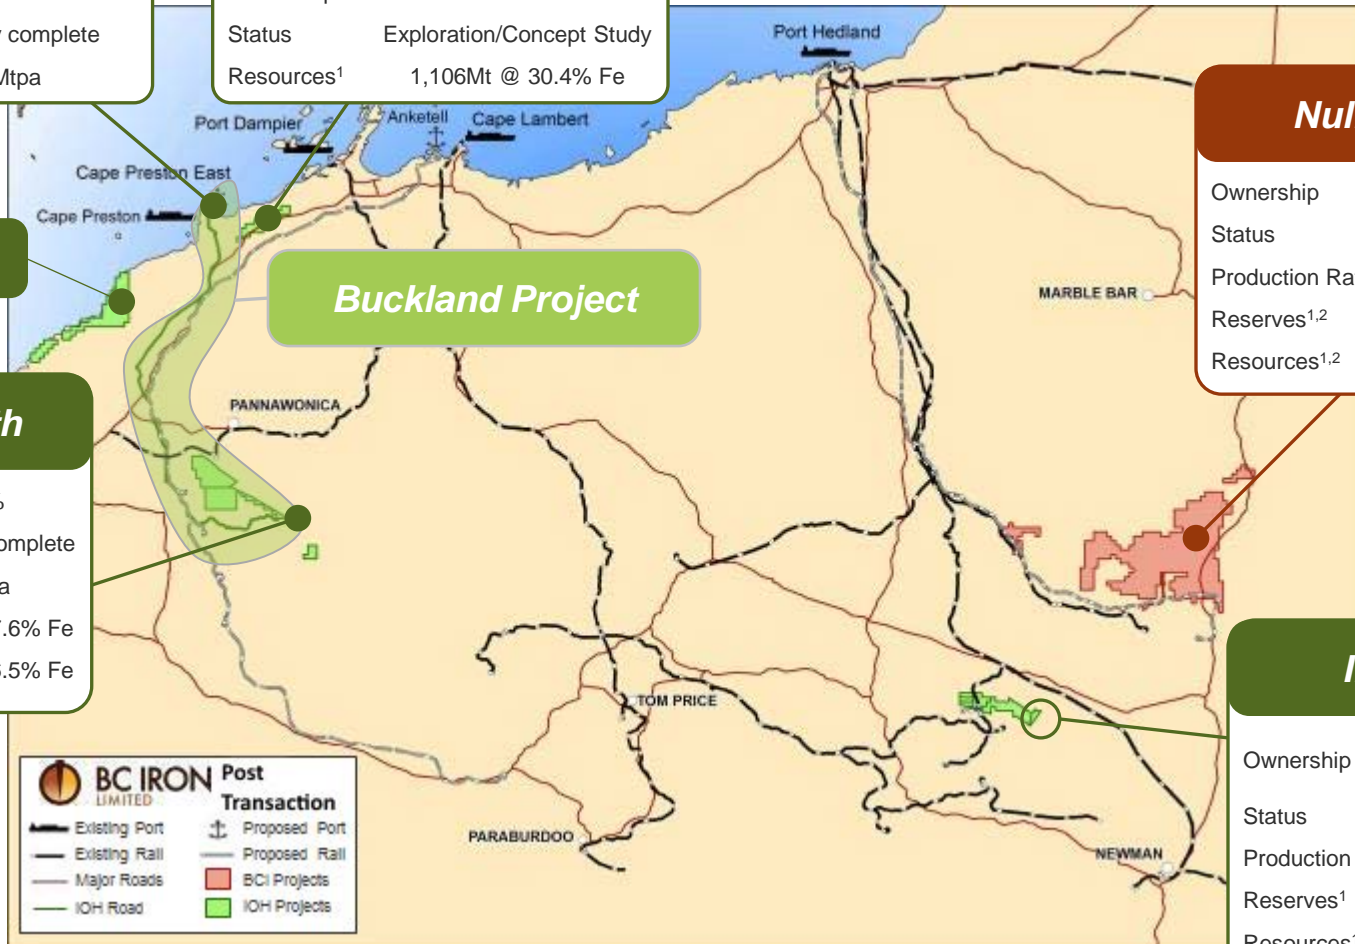 complete
Mtpa
Status Exploration/Concept Study
Resources1 1,106Mt @ 30.4% Fe
Port Hedland
Port Dampier
Anketell
Cape Lambert
Cape Preston East
Cape Preston
Buckland Project
MARBLE BAR
PANNAWONICA
Nul
Ownership
Status
Production Ra
Reserves1,2
Resources1,2
th
%
omplete
a
7.6% Fe
.5% Fe
TOM PRICE
PARABURDOO
NEWMAN
I
Ownership
Status
Production
Reserves1
Resources1
BC IRON
LIMITED
Post
Transaction
Existing Port
Proposed Port
Existing Rail
Proposed Rail
Major Roads
BCI Projects
IOH Road
IOH Projects